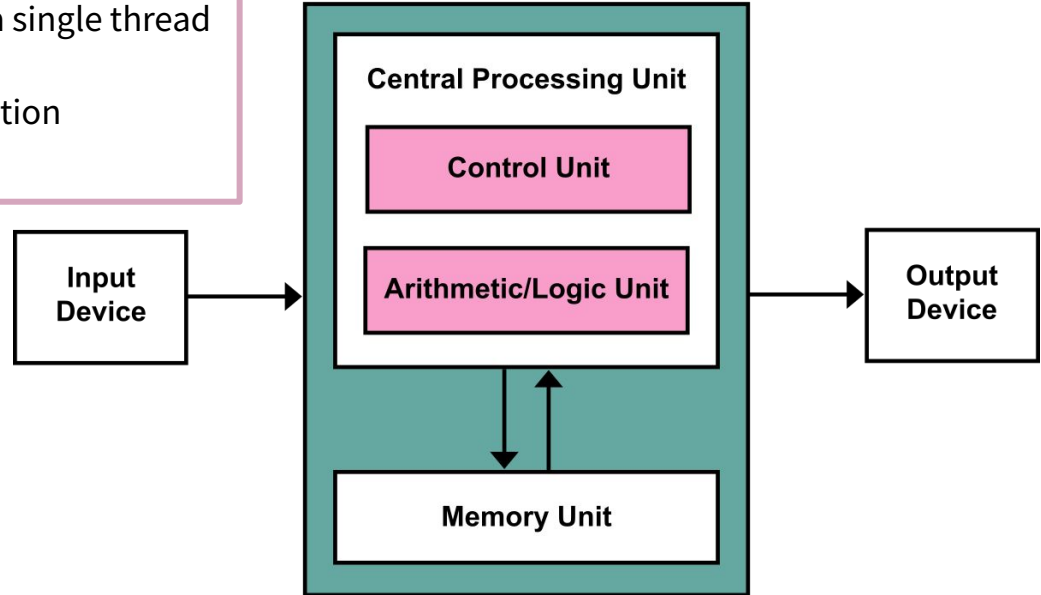 a single thread
tion
Central Processing Unit
Control Unit
Arithmetic/Logic Unit
Input
Device
Output
Device
Memory Unit